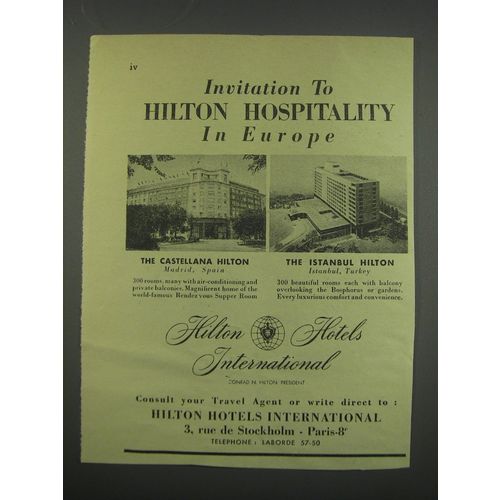 iv
Invitation To
HILTON HOSPITALITY
In Europe
THE CASTELLANA HILTON
Madrid, Spain
300 rooms, many with air-conditioning and
private balconies. Magnificent home of the
world-famous Rendez vous Supper Room
THE ISTANBUL HILTON
Istanbul, Turkey
300 beautiful rooms each with balcony
overlooking the Bosphorus or gardens.
Every luxurious comfort and convenience.
Hilton Hotels
International
CONRAD N. HILTON, PRESIDENT
Consult your Travel Agent or write direct to :
HILTON HOTELS INTERNATIONAL
3, rue de Stockholm - Paris-8e
TELEPHONE : LABORDE 57-50